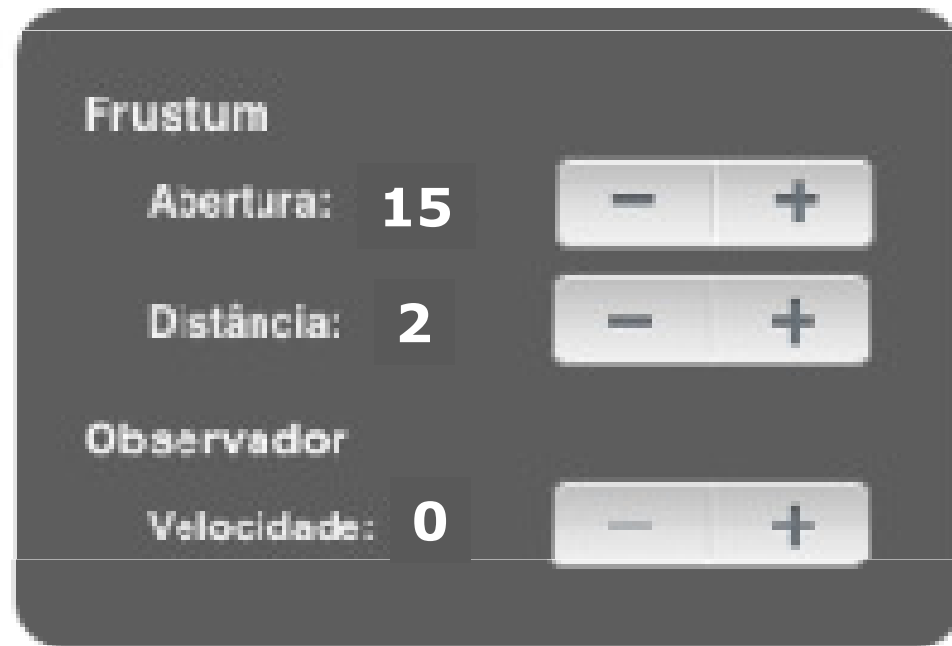 Frustum
Abertura: 15 − +
Distância: 2 − +
Observador
Velocidade: 0 − +